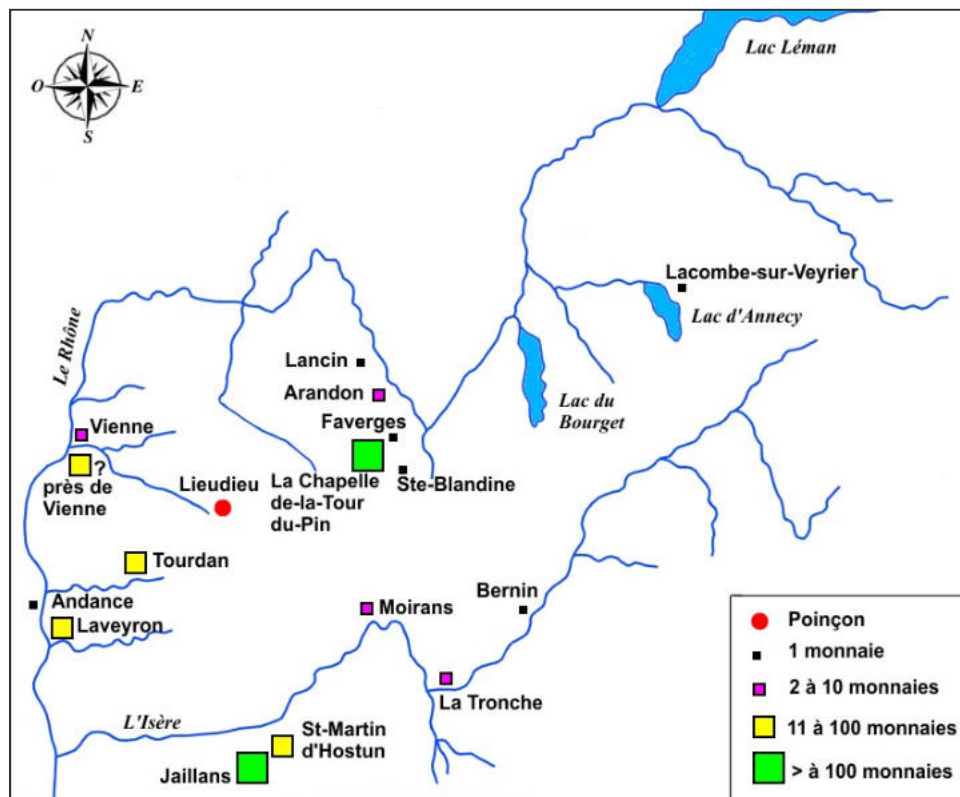 N
O
E
S
Lac Léman
Lacombe-sur-Veyrier
Lac d'Annecy
Le Rhône
Lancin
Arandon
Lac du
Bourget
Faverges
Vienne
?
près de
Vienne
Lieudieu
La Chapelle
de-la-Tour
du-Pin
Ste-Blandine
Tourdan
Andance
Laveyron
Moirans
Bernin
La Tronche
L'Isère
St-Martin
d'Hostun
Jaillans
Poinçon
1 monnaie
2 à 10 monnaies
11 à 100 monnaies
> à 100 monnaies